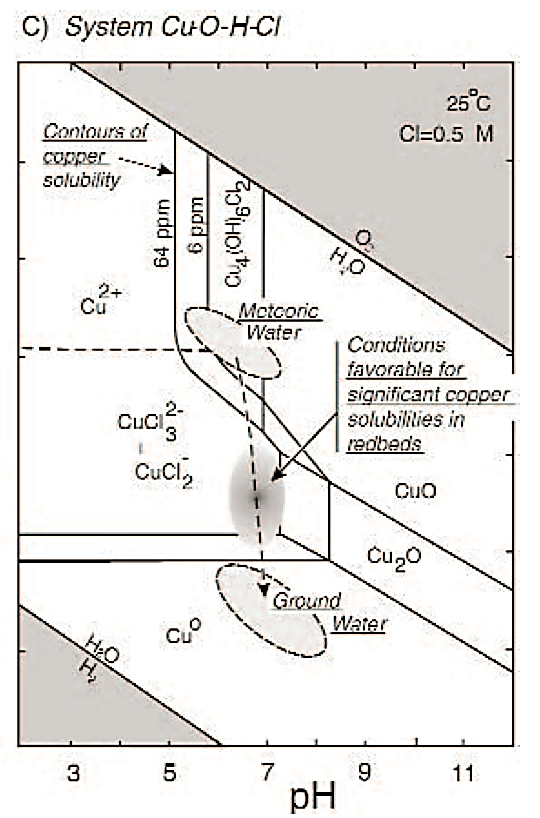 C) System Cu-O-H-Cl
25°C
Cl=0.5 M
Contours of
copper
solubility
64 ppm
6 ppm
Cu4(OH)6Cl2
O2
H2O
Cu2+
Meteoric
Water
Conditions
favorable for
significant copper
solubilities in
redbeds
CuCl3 2-
CuCl2 -
CuO
Cu2O
Ground
Water
Cu0
H2O
H2
3 5 7 9 11
pH